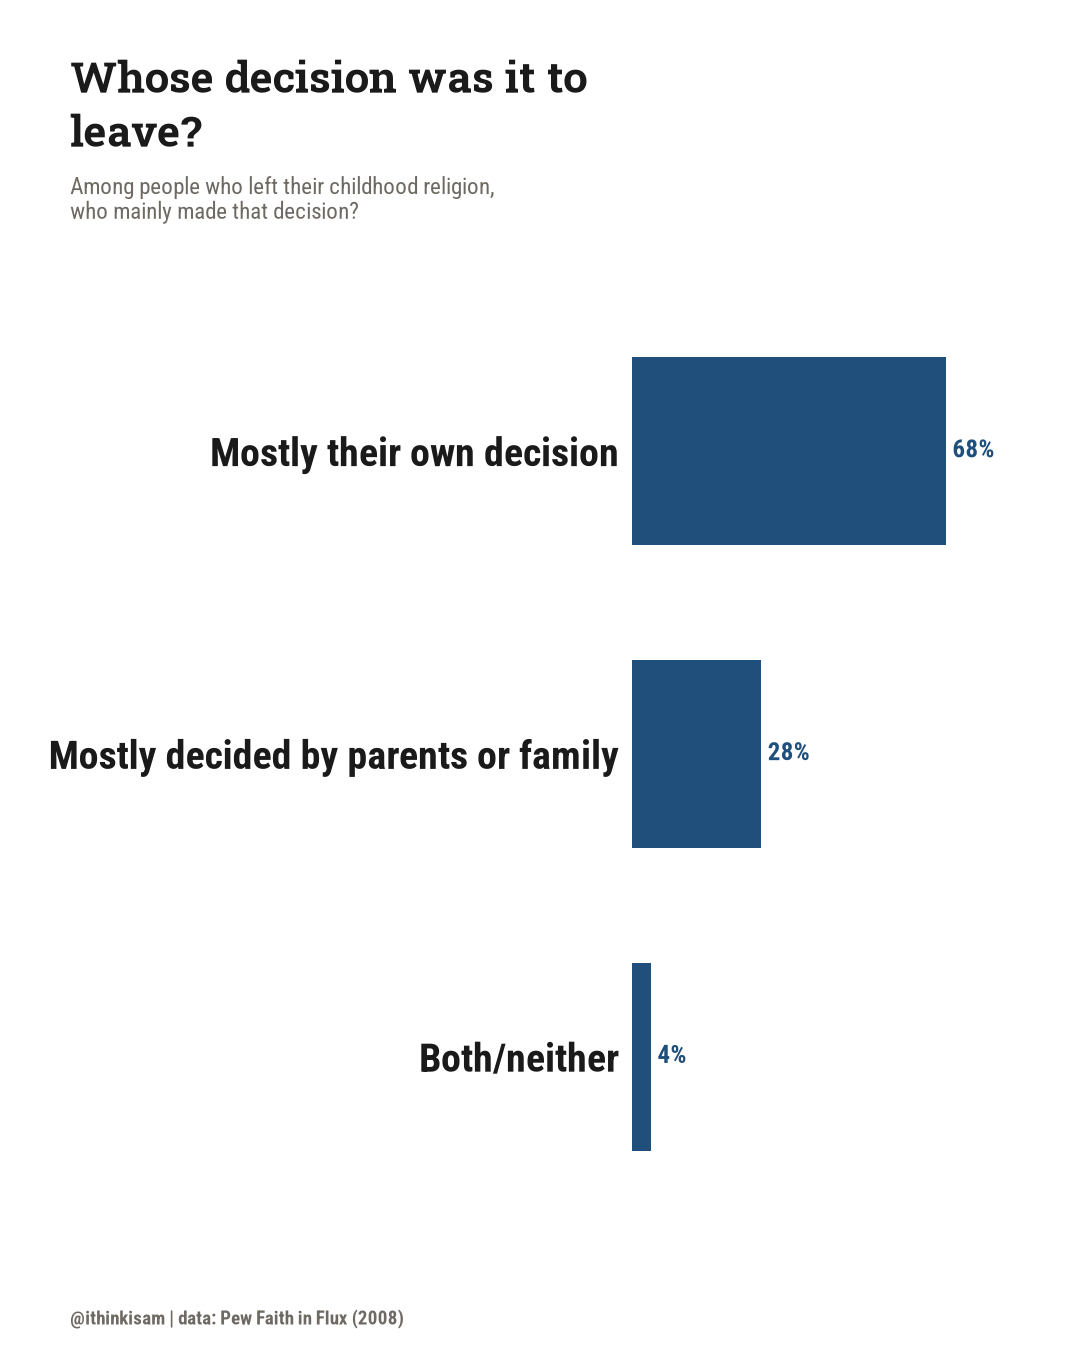 Whose decision was it to
leave?
Among people who left their childhood religion,
who mainly made that decision?
Mostly their own decision
68%
Mostly decided by parents or family
28%
Both/neither
4%
@ithinkisam | data: Pew Faith in Flux (2008)